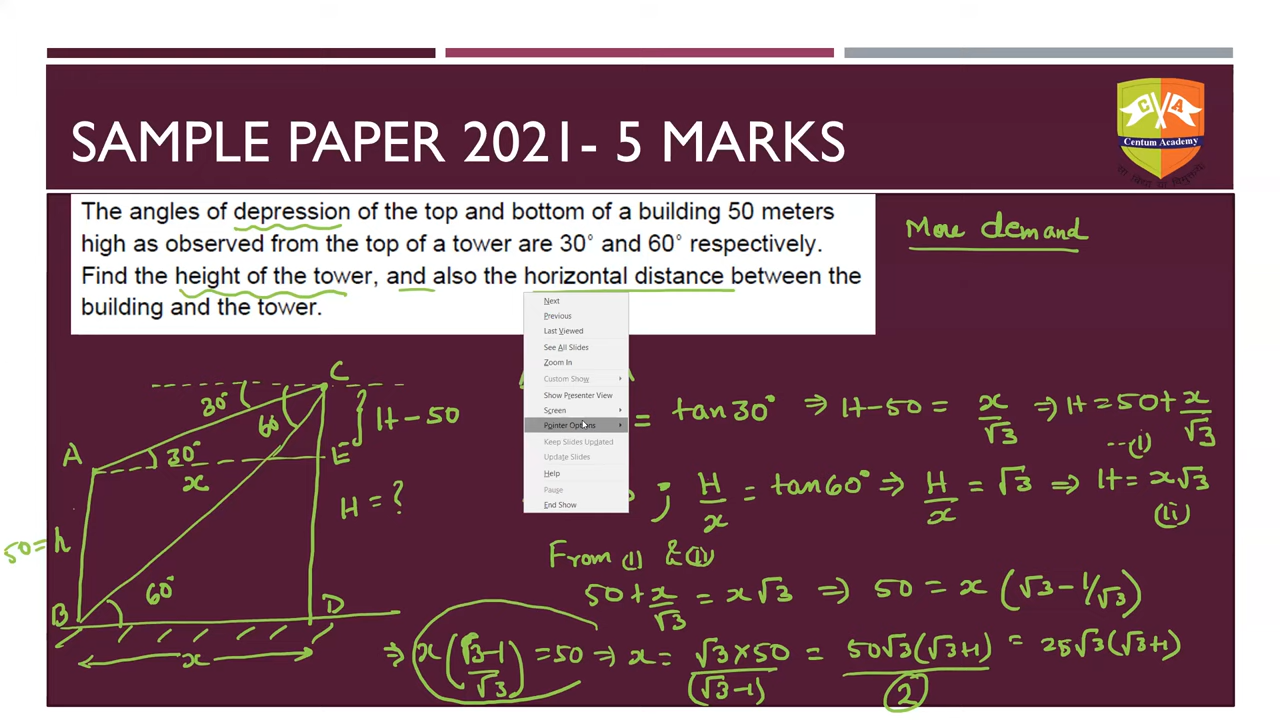 SAMPLE PAPER 2021- 5 MARKS
C A
Centum Academy
The angles of depression of the top and bottom of a building 50 meters
high as observed from the top of a tower are 30° and 60° respectively.
Find the height of the tower, and also the horizontal distance between the
building and the tower.
More demand
Next
Previous
Last Viewed
See All Slides
Zoom In
Custom Show
Show Presenter View
Screen
Pointer Options
Keep Slides Updated
Update Slides
Help
Pause
End Show
C
30°
60
H-50
A
30°
E
x
H = ?
50 = h
B
60°
D
x
= tan30° ⇒ H-50 = x/√3 ⇒ H = 50+x/√3
--(i)
; H/x = tan60° ⇒ H/x = √3 ⇒ H = x√3
(ii)
From (i) & (ii)
50+x/√3 = x√3 ⇒ 50 = x (√3-1/√3)
⇒ x(√3-1/√3) = 50 ⇒ x = √3×50/(√3-1) = 50√3(√3+1)/2 = 25√3(√3+1)